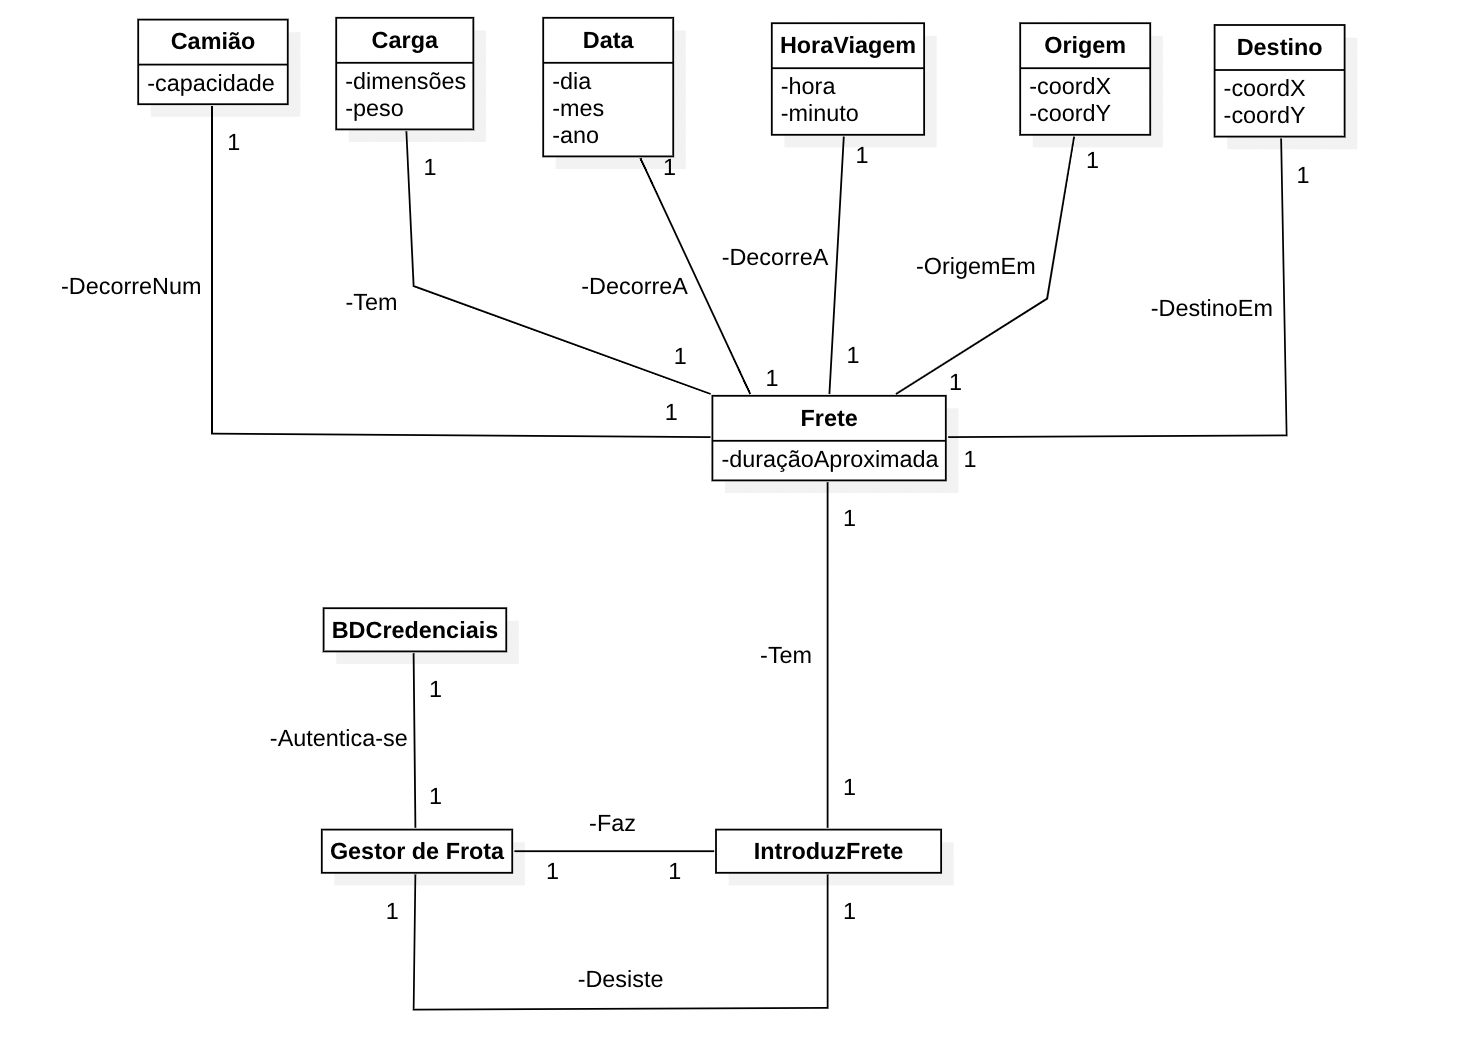 Camião
-capacidade
Carga
-dimensões
-peso
Data
-dia
-mes
-ano
HoraViagem
-hora
-minuto
Origem
-coordX
-coordY
Destino
-coordX
-coordY
1
1
1
1
1
1
-DecorreNum
-Tem
-DecorreA
-DecorreA
-OrigemEm
-DestinoEm
1
1
1
1
1
1
Frete
-duraçãoAproximada
1
-Tem
1
BDCredenciais
1
-Autentica-se
1
Gestor de Frota
-Faz
1
1
IntroduzFrete
1
1
-Desiste